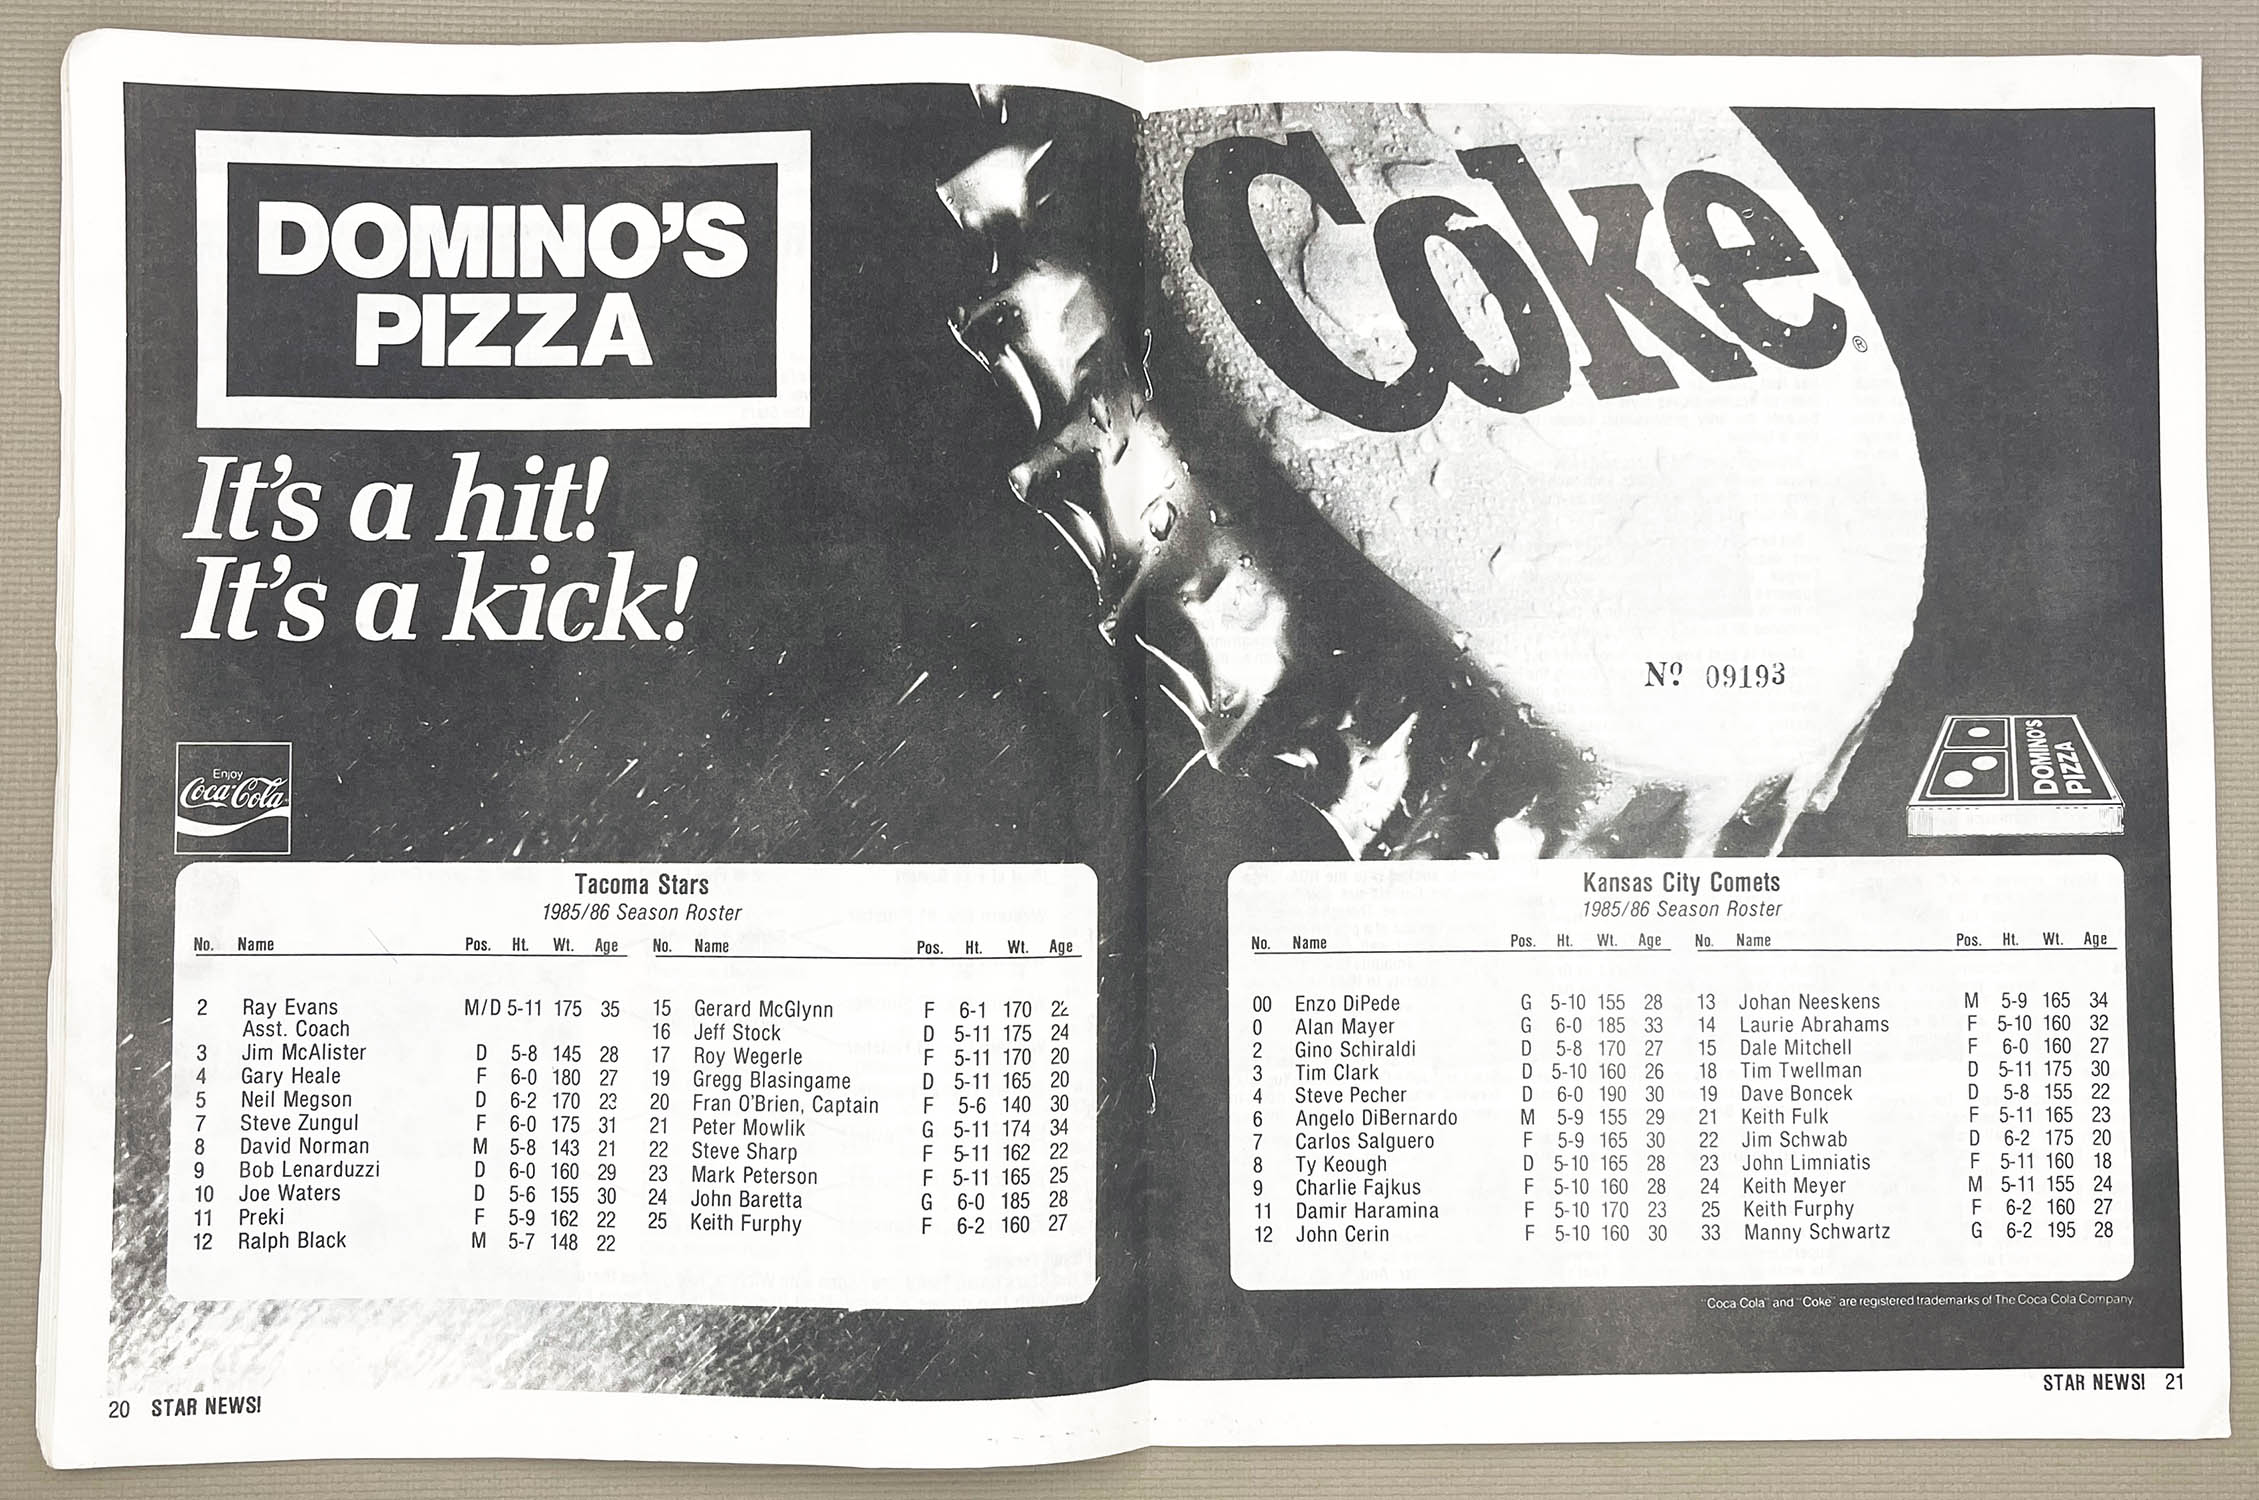 DOMINO'S
PIZZA
It's a hit!
It's a kick!
Coke®
Nº 09193
Enjoy
Coca-Cola
DOMINO'S
PIZZA
Tacoma Stars
1985/86 Season Roster
No. Name Pos. Ht. Wt. Age No. Name Pos. Ht. Wt. Age
2 Ray Evans M/D 5-11 175 35
Asst. Coach
3 Jim McAlister D 5-8 145 28
4 Gary Heale F 6-0 180 27
5 Neil Megson D 6-2 170 23
7 Steve Zungul F 6-0 175 31
8 David Norman M 5-8 143 21
9 Bob Lenarduzzi D 6-0 160 29
10 Joe Waters D 5-6 155 30
11 Preki F 5-9 162 22
12 Ralph Black M 5-7 148 22
15 Gerard McGlynn F 6-1 170 22
16 Jeff Stock D 5-11 175 24
17 Roy Wegerle F 5-11 170 20
19 Gregg Blasingame D 5-11 165 20
20 Fran O'Brien, Captain F 5-6 140 30
21 Peter Mowlik G 5-11 174 34
22 Steve Sharp F 5-11 162 22
23 Mark Peterson F 5-11 165 25
24 John Baretta G 6-0 185 28
25 Keith Furphy F 6-2 160 27
Kansas City Comets
1985/86 Season Roster
No. Name Pos. Ht. Wt. Age No. Name Pos. Ht. Wt. Age
00 Enzo DiPede G 5-10 155 28
0 Alan Mayer G 6-0 185 33
2 Gino Schiraldi D 5-8 170 27
3 Tim Clark D 5-10 160 26
4 Steve Pecher D 6-0 190 30
6 Angelo DiBernardo M 5-9 155 29
7 Carlos Salguero F 5-9 165 30
8 Ty Keough D 5-10 165 28
9 Charlie Fajkus F 5-10 160 28
11 Damir Haramina F 5-10 170 23
12 John Cerin F 5-10 160 30
13 Johan Neeskens M 5-9 165 34
14 Laurie Abrahams F 5-10 160 32
15 Dale Mitchell F 6-0 160 27
18 Tim Twellman D 5-11 175 30
19 Dave Boncek D 5-8 155 22
21 Keith Fulk F 5-11 165 23
22 Jim Schwab D 6-2 175 20
23 John Limniatis F 5-11 160 18
24 Keith Meyer M 5-11 155 24
25 Keith Furphy F 6-2 160 27
33 Manny Schwartz G 6-2 195 28
"Coca Cola" and "Coke" are registered trademarks of The Coca Cola Company
20 STAR NEWS!
STAR NEWS! 21